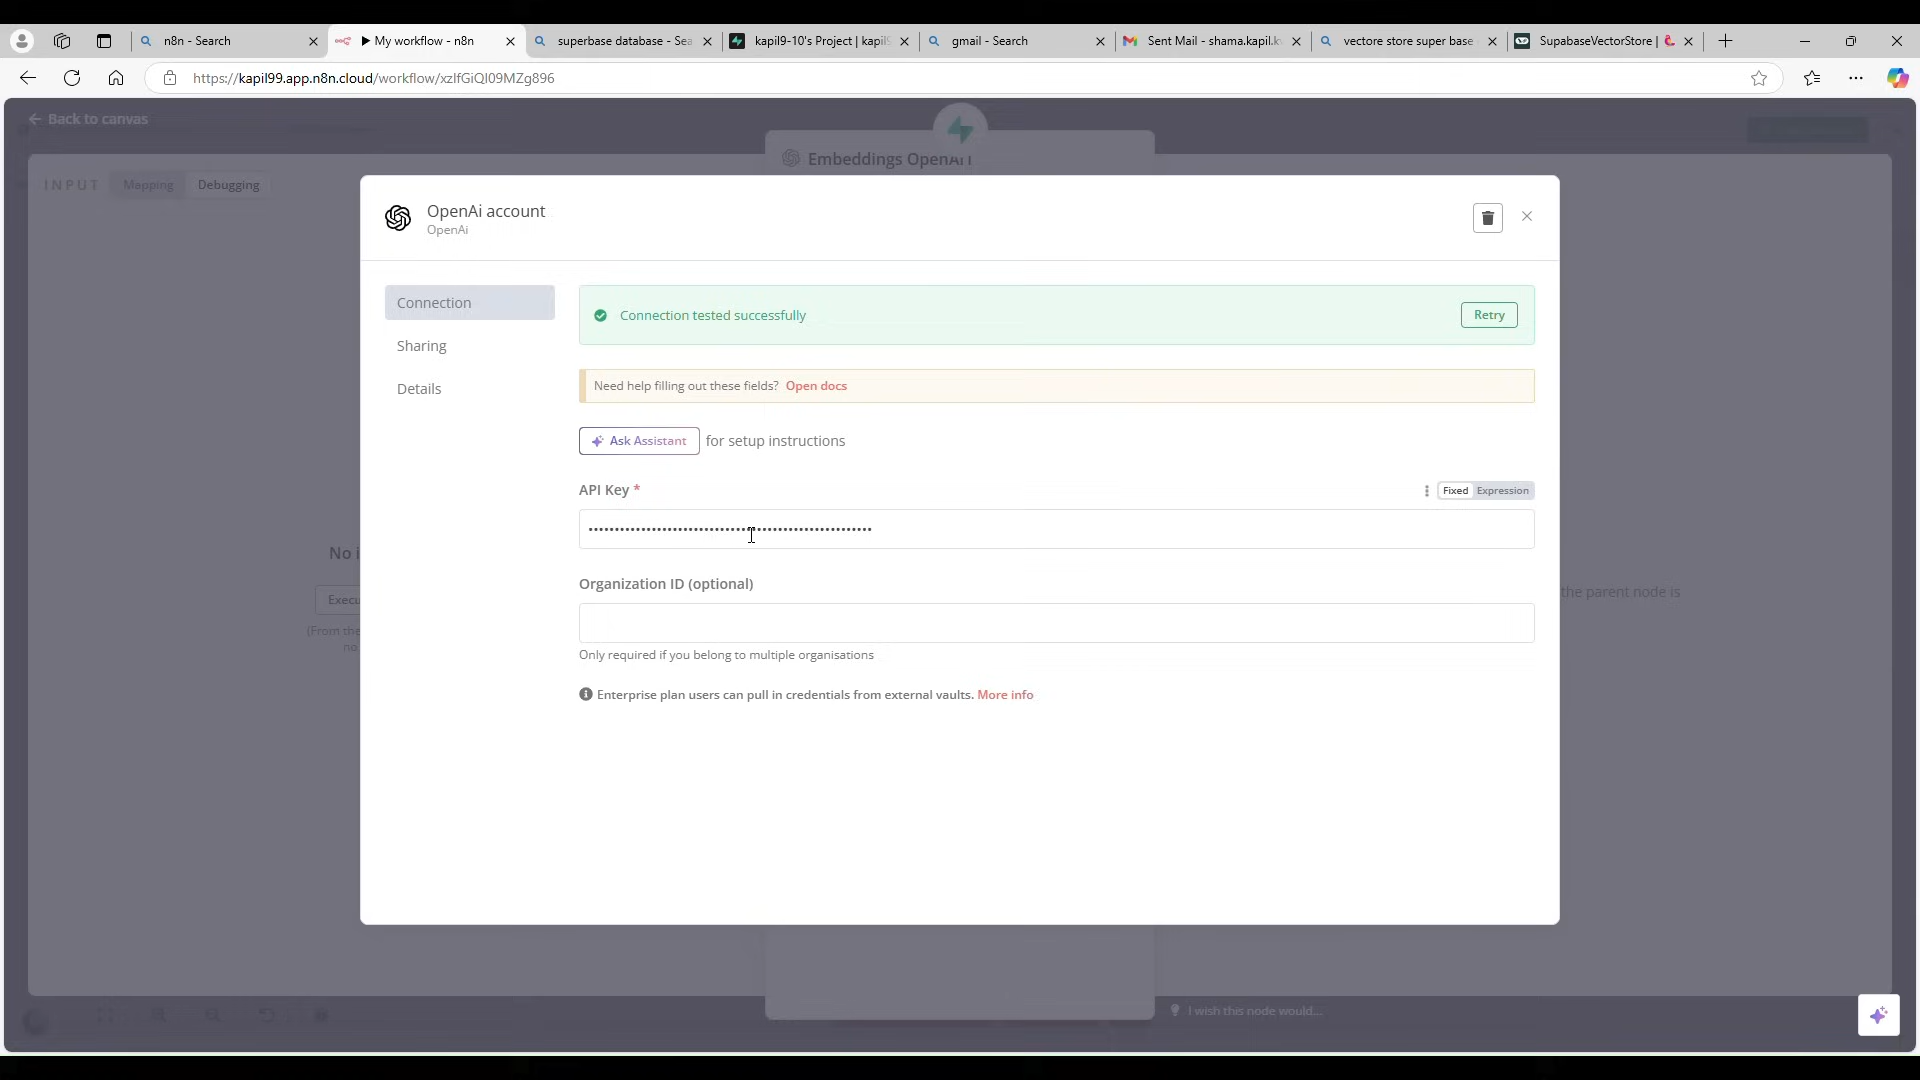 n8n - Search
My workflow - n8n
superbase database - Sea
kapil9-10's Project | kapil9
gmail - Search
Sent Mail - shama.kapil.k
vectore store super base
SupabaseVectorStore |
https://kapil99.app.n8n.cloud/workflow/xzIfGiQI09MZg896
Back to canvas
Embeddings OpenAI
INPUT
Mapping
Debugging
OpenAi account
OpenAi
Connection
Sharing
Details
Connection tested successfully
Retry
Need help filling out these fields? Open docs
Ask Assistant for setup instructions
API Key *
Fixed Expression
••••••••••••••••••••••••••••••••••••••••••••••••••••••
No i
Execu
(From the
no
the parent node is
Organization ID (optional)
Only required if you belong to multiple organisations
Enterprise plan users can pull in credentials from external vaults. More info
I wish this node would...